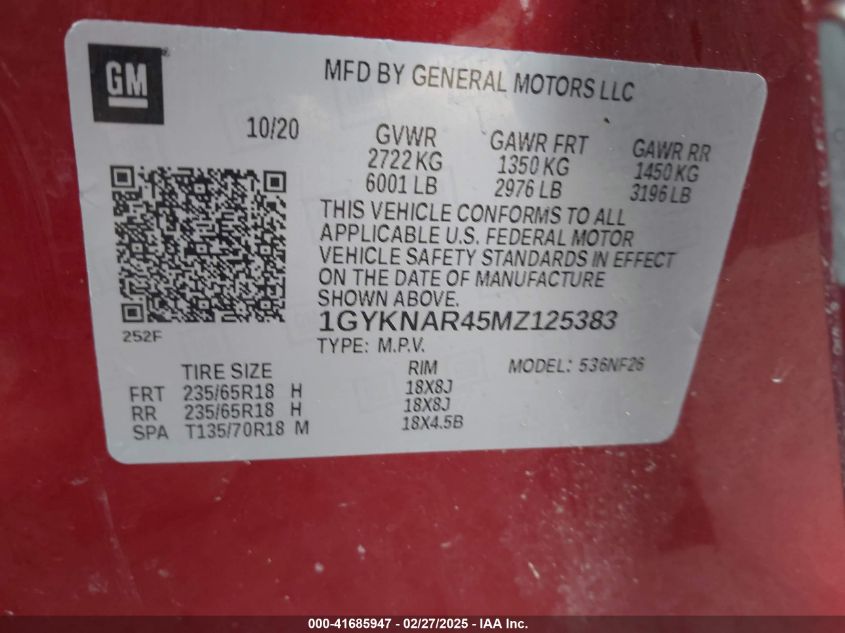 GM
MFD BY GENERAL MOTORS LLC
10/20
GVWR GAWR FRT GAWR RR
2722 KG 1350 KG 1450 KG
6001 LB 2976 LB 3196 LB
THIS VEHICLE CONFORMS TO ALL
APPLICABLE U.S. FEDERAL MOTOR
VEHICLE SAFETY STANDARDS IN EFFECT
ON THE DATE OF MANUFACTURE
SHOWN ABOVE.
252F
1GYKNAR45MZ125383
TYPE: M.P.V.
TIRE SIZE RIM MODEL: 536NF26
FRT 235/65R18 H 18X8J
RR 235/65R18 H 18X8J
SPA T135/70R18 M 18X4.5B
000-41685947 / 02/27/2025 - IAA Inc.